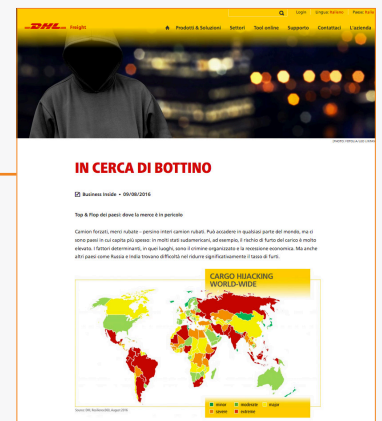 Login Lingua: Italiano Paese: Italia
DHL Freight
Prodotti & Soluzioni Settori Tool online Supporto Contattaci L'azienda
IN CERCA DI BOTTINO
Business Inside • 09/08/2016
Top & Flop dei paesi: dove la merce è in pericolo
Camion forzati, merci rubate – persino interi camion rubati. Può accadere in qualsiasi parte del mondo, ma ci
sono paesi in cui capita più spesso: in molti stati sudamericani, ad esempio, il rischio di furto del carico è molto
elevato. I fattori determinanti, in quei luoghi, sono il crimine organizzato e la recessione economica. Ma anche
altri paesi come Russia e India trovano difficoltà nel ridurre significativamente il tasso di furti.
CARGO HIJACKING
WORLD-WIDE
minor moderate major
severe extreme